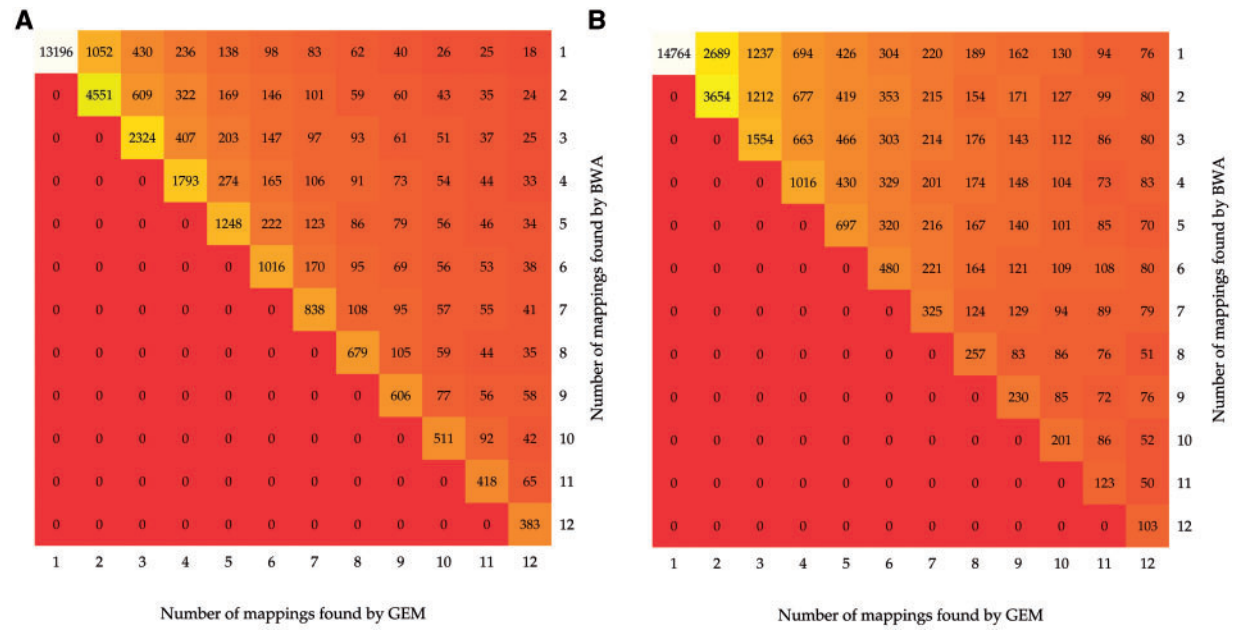 A
13196 1052 430 236 138 98 83 62 40 26 25 18 1
0 4551 609 322 169 146 101 59 60 43 35 24 2
0 0 2324 407 203 147 97 93 61 51 37 25 3
0 0 0 1793 274 165 106 91 73 54 44 33 4
0 0 0 0 1248 222 123 86 79 56 46 34 5
0 0 0 0 0 1016 170 95 69 56 53 38 6
0 0 0 0 0 0 838 108 95 57 55 41 7
0 0 0 0 0 0 0 679 105 59 44 35 8
0 0 0 0 0 0 0 0 606 77 56 58 9
0 0 0 0 0 0 0 0 0 511 92 42 10
0 0 0 0 0 0 0 0 0 0 418 65 11
0 0 0 0 0 0 0 0 0 0 0 383 12
1 2 3 4 5 6 7 8 9 10 11 12
Number of mappings found by GEM
Number of mappings found by BWA
B
14764 2689 1237 694 426 304 220 189 162 130 94 76 1
0 3654 1212 677 419 353 215 154 171 127 99 80 2
0 0 1554 663 466 303 214 176 143 112 86 80 3
0 0 0 1016 430 329 201 174 148 104 73 83 4
0 0 0 0 697 320 216 167 140 101 85 70 5
0 0 0 0 0 480 221 164 121 109 108 80 6
0 0 0 0 0 0 325 124 129 94 89 79 7
0 0 0 0 0 0 0 257 83 86 76 51 8
0 0 0 0 0 0 0 0 230 85 72 76 9
0 0 0 0 0 0 0 0 0 201 86 52 10
0 0 0 0 0 0 0 0 0 0 123 50 11
0 0 0 0 0 0 0 0 0 0 0 103 12
1 2 3 4 5 6 7 8 9 10 11 12
Number of mappings found by GEM
Number of mappings found by BWA